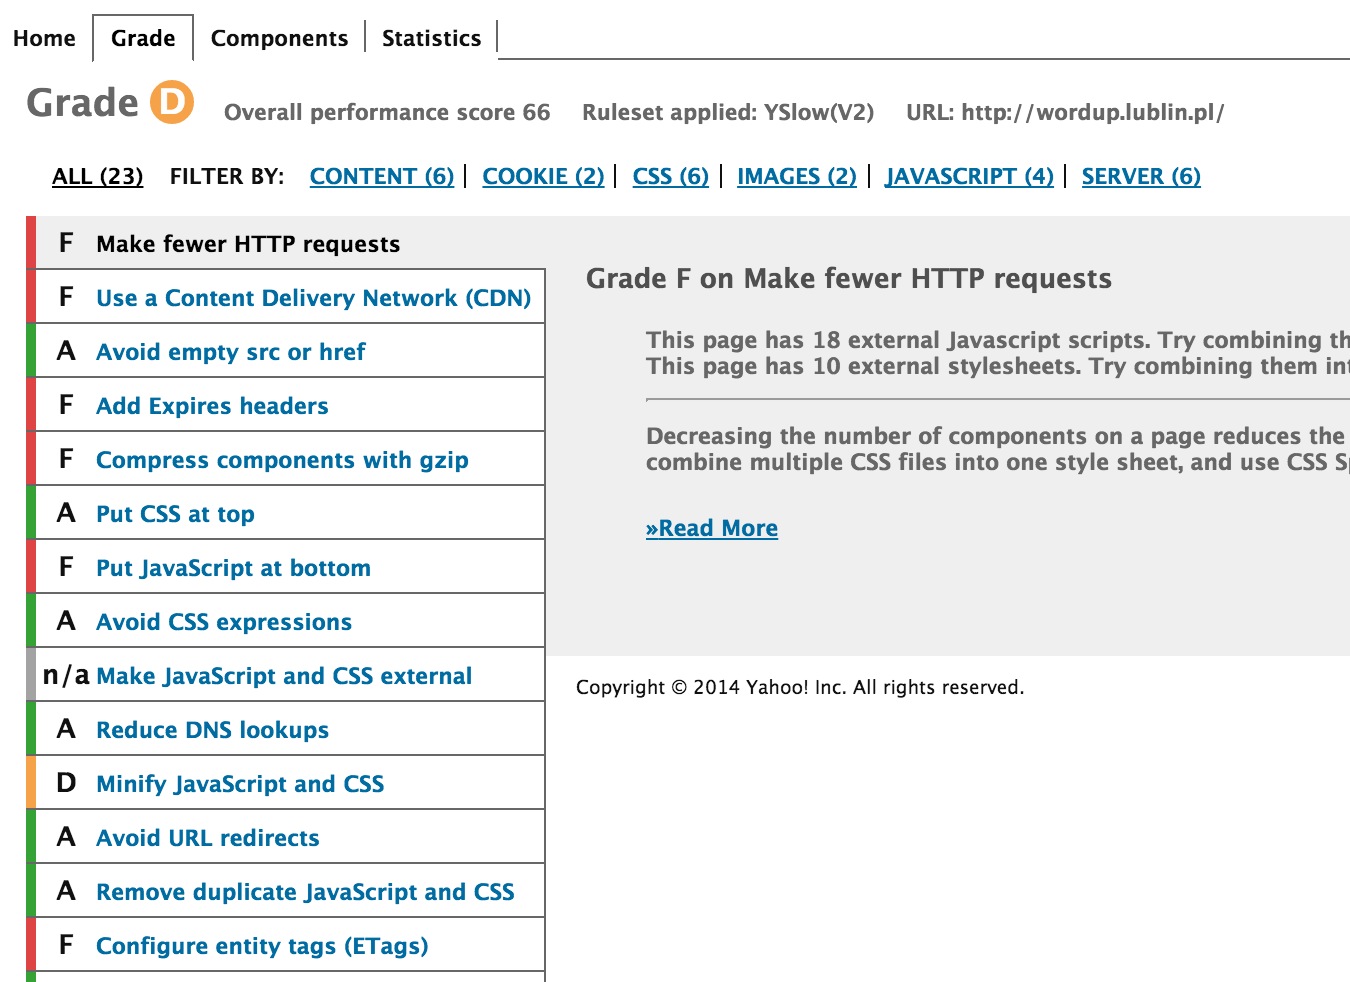 Home Grade Components Statistics
Grade D Overall performance score 66 Ruleset applied: YSlow(V2) URL: http://wordup.lublin.pl/
ALL (23) FILTER BY: CONTENT (6) | COOKIE (2) | CSS (6) | IMAGES (2) | JAVASCRIPT (4) | SERVER (6)
F Make fewer HTTP requests
F Use a Content Delivery Network (CDN)
A Avoid empty src or href
F Add Expires headers
F Compress components with gzip
A Put CSS at top
F Put JavaScript at bottom
A Avoid CSS expressions
n/a Make JavaScript and CSS external
A Reduce DNS lookups
D Minify JavaScript and CSS
A Avoid URL redirects
A Remove duplicate JavaScript and CSS
F Configure entity tags (ETags)
Grade F on Make fewer HTTP requests
This page has 18 external Javascript scripts. Try combining th
This page has 10 external stylesheets. Try combining them int
Decreasing the number of components on a page reduces the
combine multiple CSS files into one style sheet, and use CSS Sp
»Read More
Copyright © 2014 Yahoo! Inc. All rights reserved.